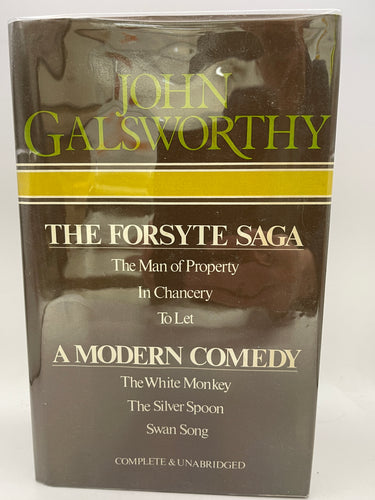 JOHN
GALSWORTHY
THE FORSYTE SAGA
The Man of Property
In Chancery
To Let
A MODERN COMEDY
The White Monkey
The Silver Spoon
Swan Song
COMPLETE & UNABRIDGED